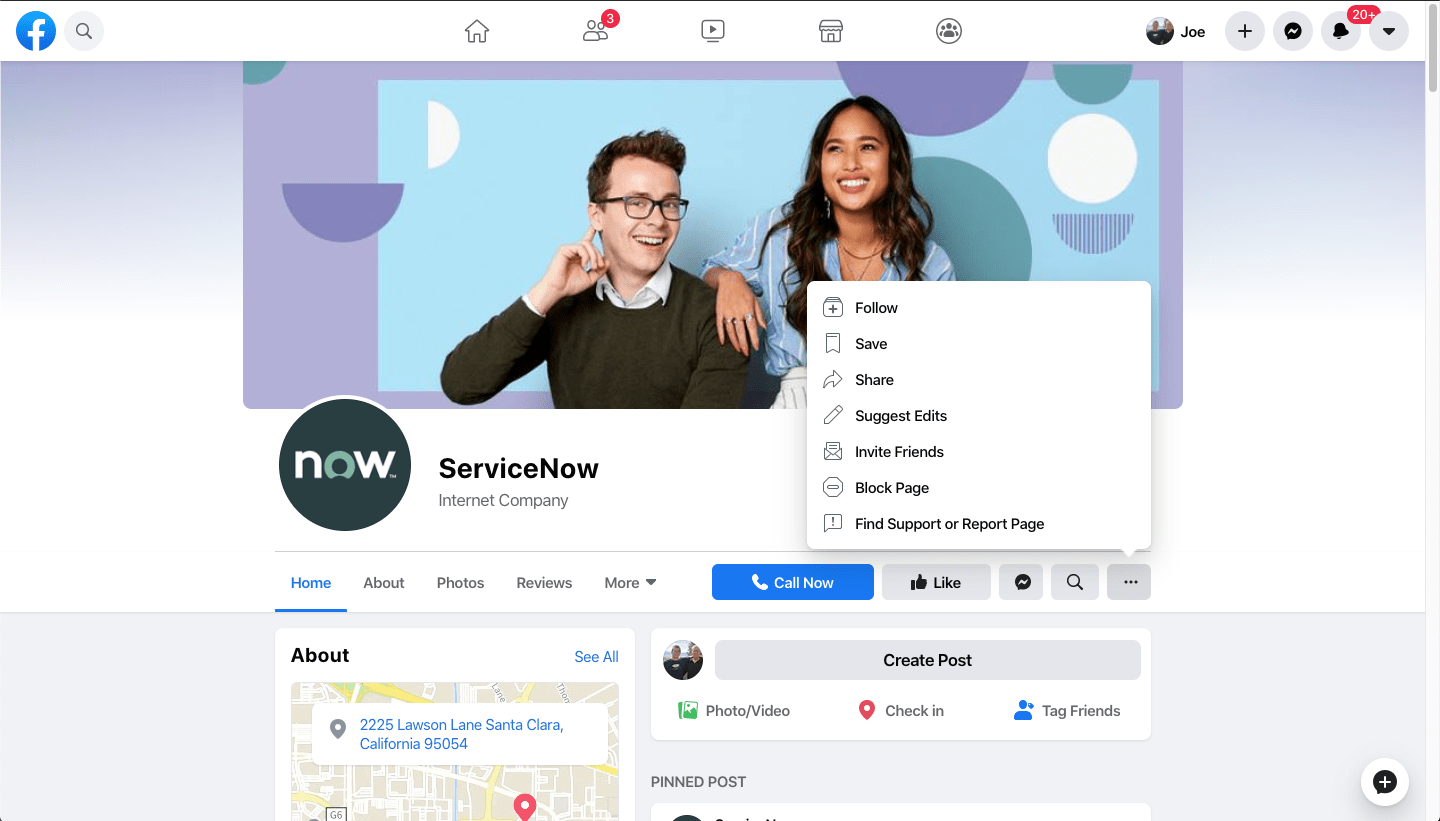 3
Joe
20+
Follow
Save
Share
Suggest Edits
Invite Friends
Block Page
Find Support or Report Page
now
TM
ServiceNow
Internet Company
Home
About
Photos
Reviews
More
Call Now
Like
About
See All
Create Post
Photo/Video
Check in
Tag Friends
Lane
Thom
2225 Lawson Lane Santa Clara,
California 95054
G6
PINNED POST